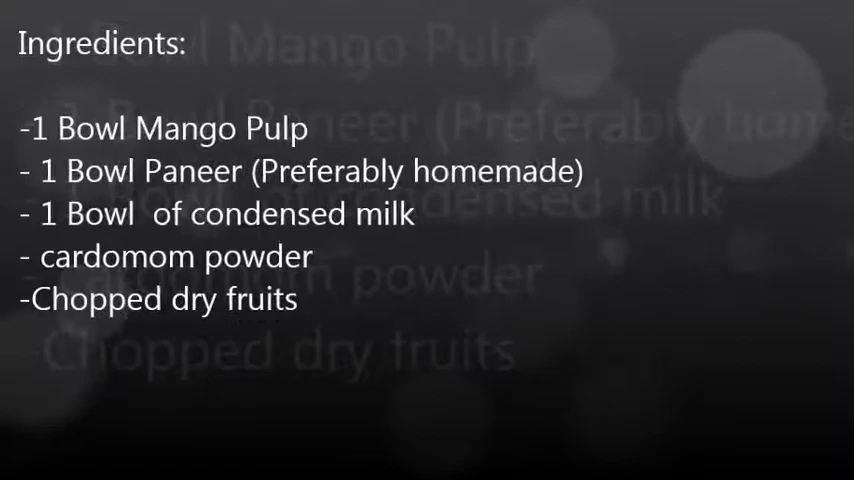 Ingredients:
-1 Bowl Mango Pulp
- 1 Bowl Paneer (Preferably homemade)
- 1 Bowl  of condensed milk
- cardomom powder
-Chopped dry fruits